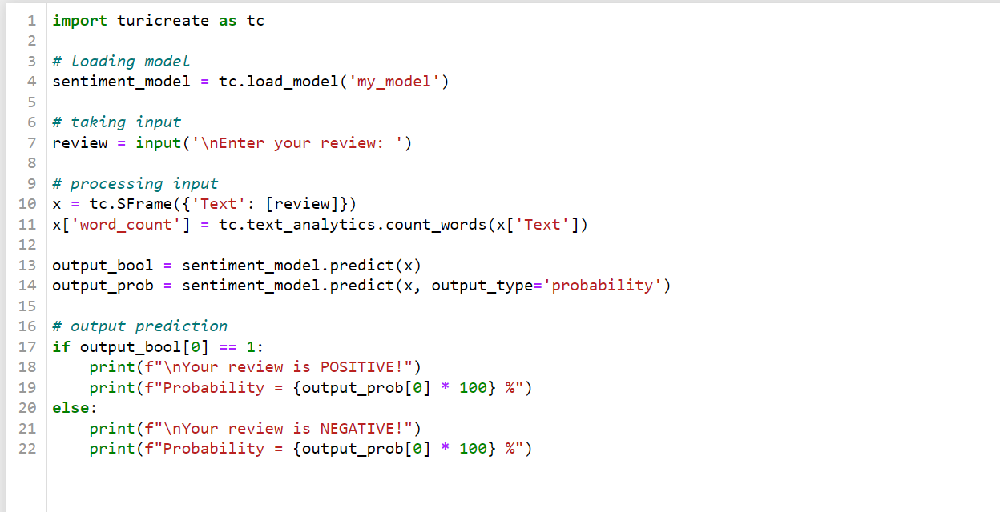 1 import turicreate as tc
2
3 # loading model
4 sentiment_model = tc.load_model('my_model')
5
6 # taking input
7 review = input('\nEnter your review: ')
8
9 # processing input
10 x = tc.SFrame({'Text': [review]})
11 x['word_count'] = tc.text_analytics.count_words(x['Text'])
12
13 output_bool = sentiment_model.predict(x)
14 output_prob = sentiment_model.predict(x, output_type='probability')
15
16 # output prediction
17 if output_bool[0] == 1:
18     print(f"\nYour review is POSITIVE!")
19     print(f"Probability = {output_prob[0] * 100} %")
20 else:
21     print(f"\nYour review is NEGATIVE!")
22     print(f"Probability = {output_prob[0] * 100} %")